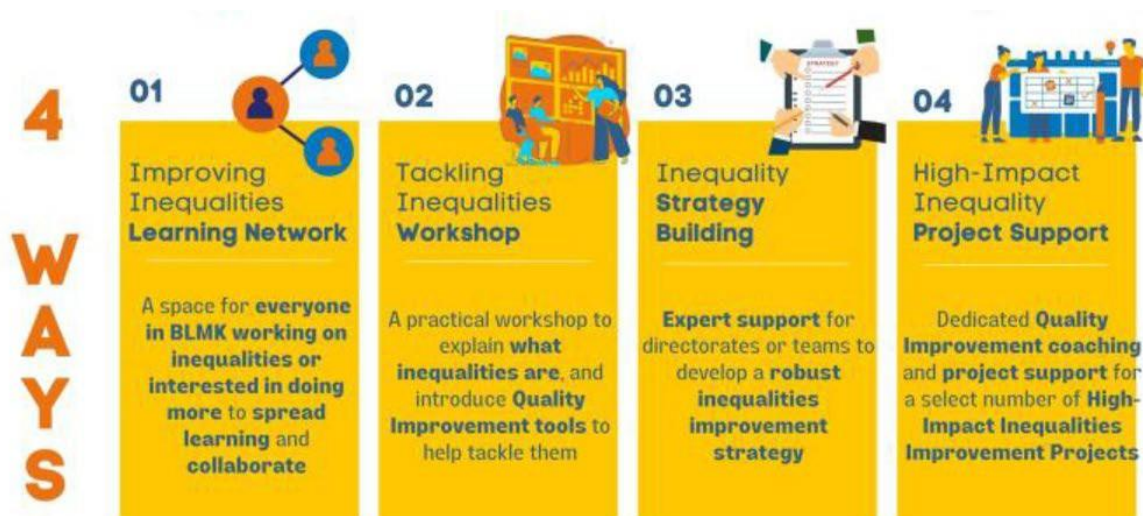 4
WAYS
01
Improving
Inequalities
Learning Network
A space for everyone
in BLMK working on
inequalities or
interested in doing
more to spread
learning and
collaborate
02
Tackling
Inequalities
Workshop
A practical workshop to
explain what
inequalities are, and
introduce Quality
Improvement tools to
help tackle them
03
STRATEGY
Inequality
Strategy
Building
Expert support for
directorates or teams to
develop a robust
inequalities
improvement
strategy
04
High-Impact
Inequality
Project Support
Dedicated Quality
Improvement coaching
and project support for
a select number of High-
Impact Inequalities
Improvement Projects